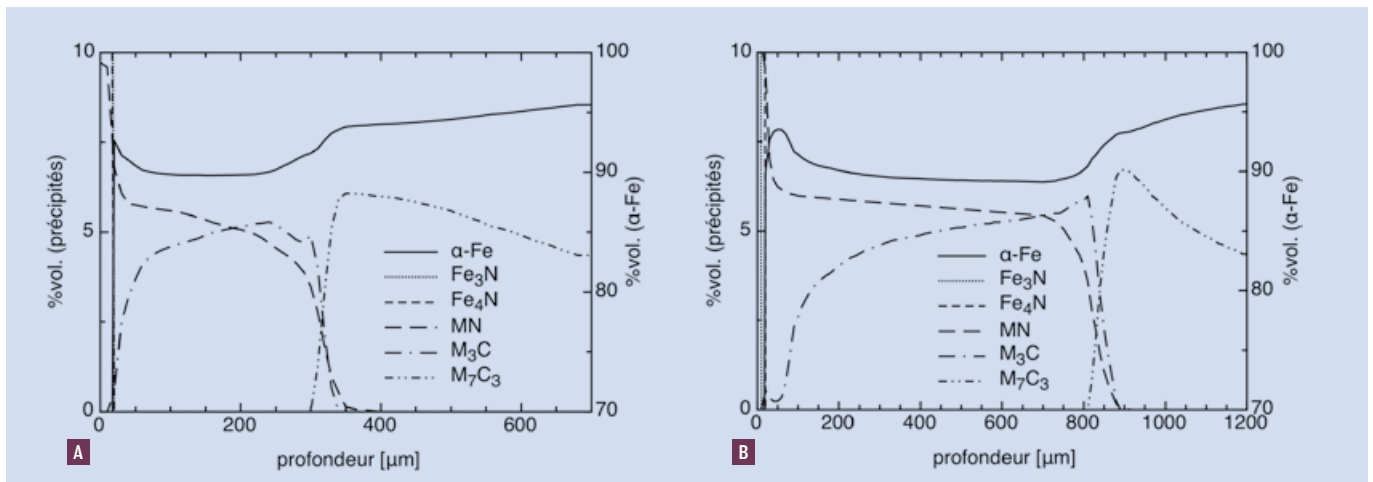 10
5
0
%vol. (précipités)
100
90
80
70
%vol. (α-Fe)
α-Fe
Fe₃N
Fe₄N
MN
M₃C
M₇C₃
0 200 400 600
profondeur [µm]
A
10
5
0
%vol. (précipités)
100
90
80
70
%vol. (α-Fe)
α-Fe
Fe₃N
Fe₄N
MN
M₃C
M₇C₃
0 200 400 600 800 1000 1200
profondeur [µm]
B